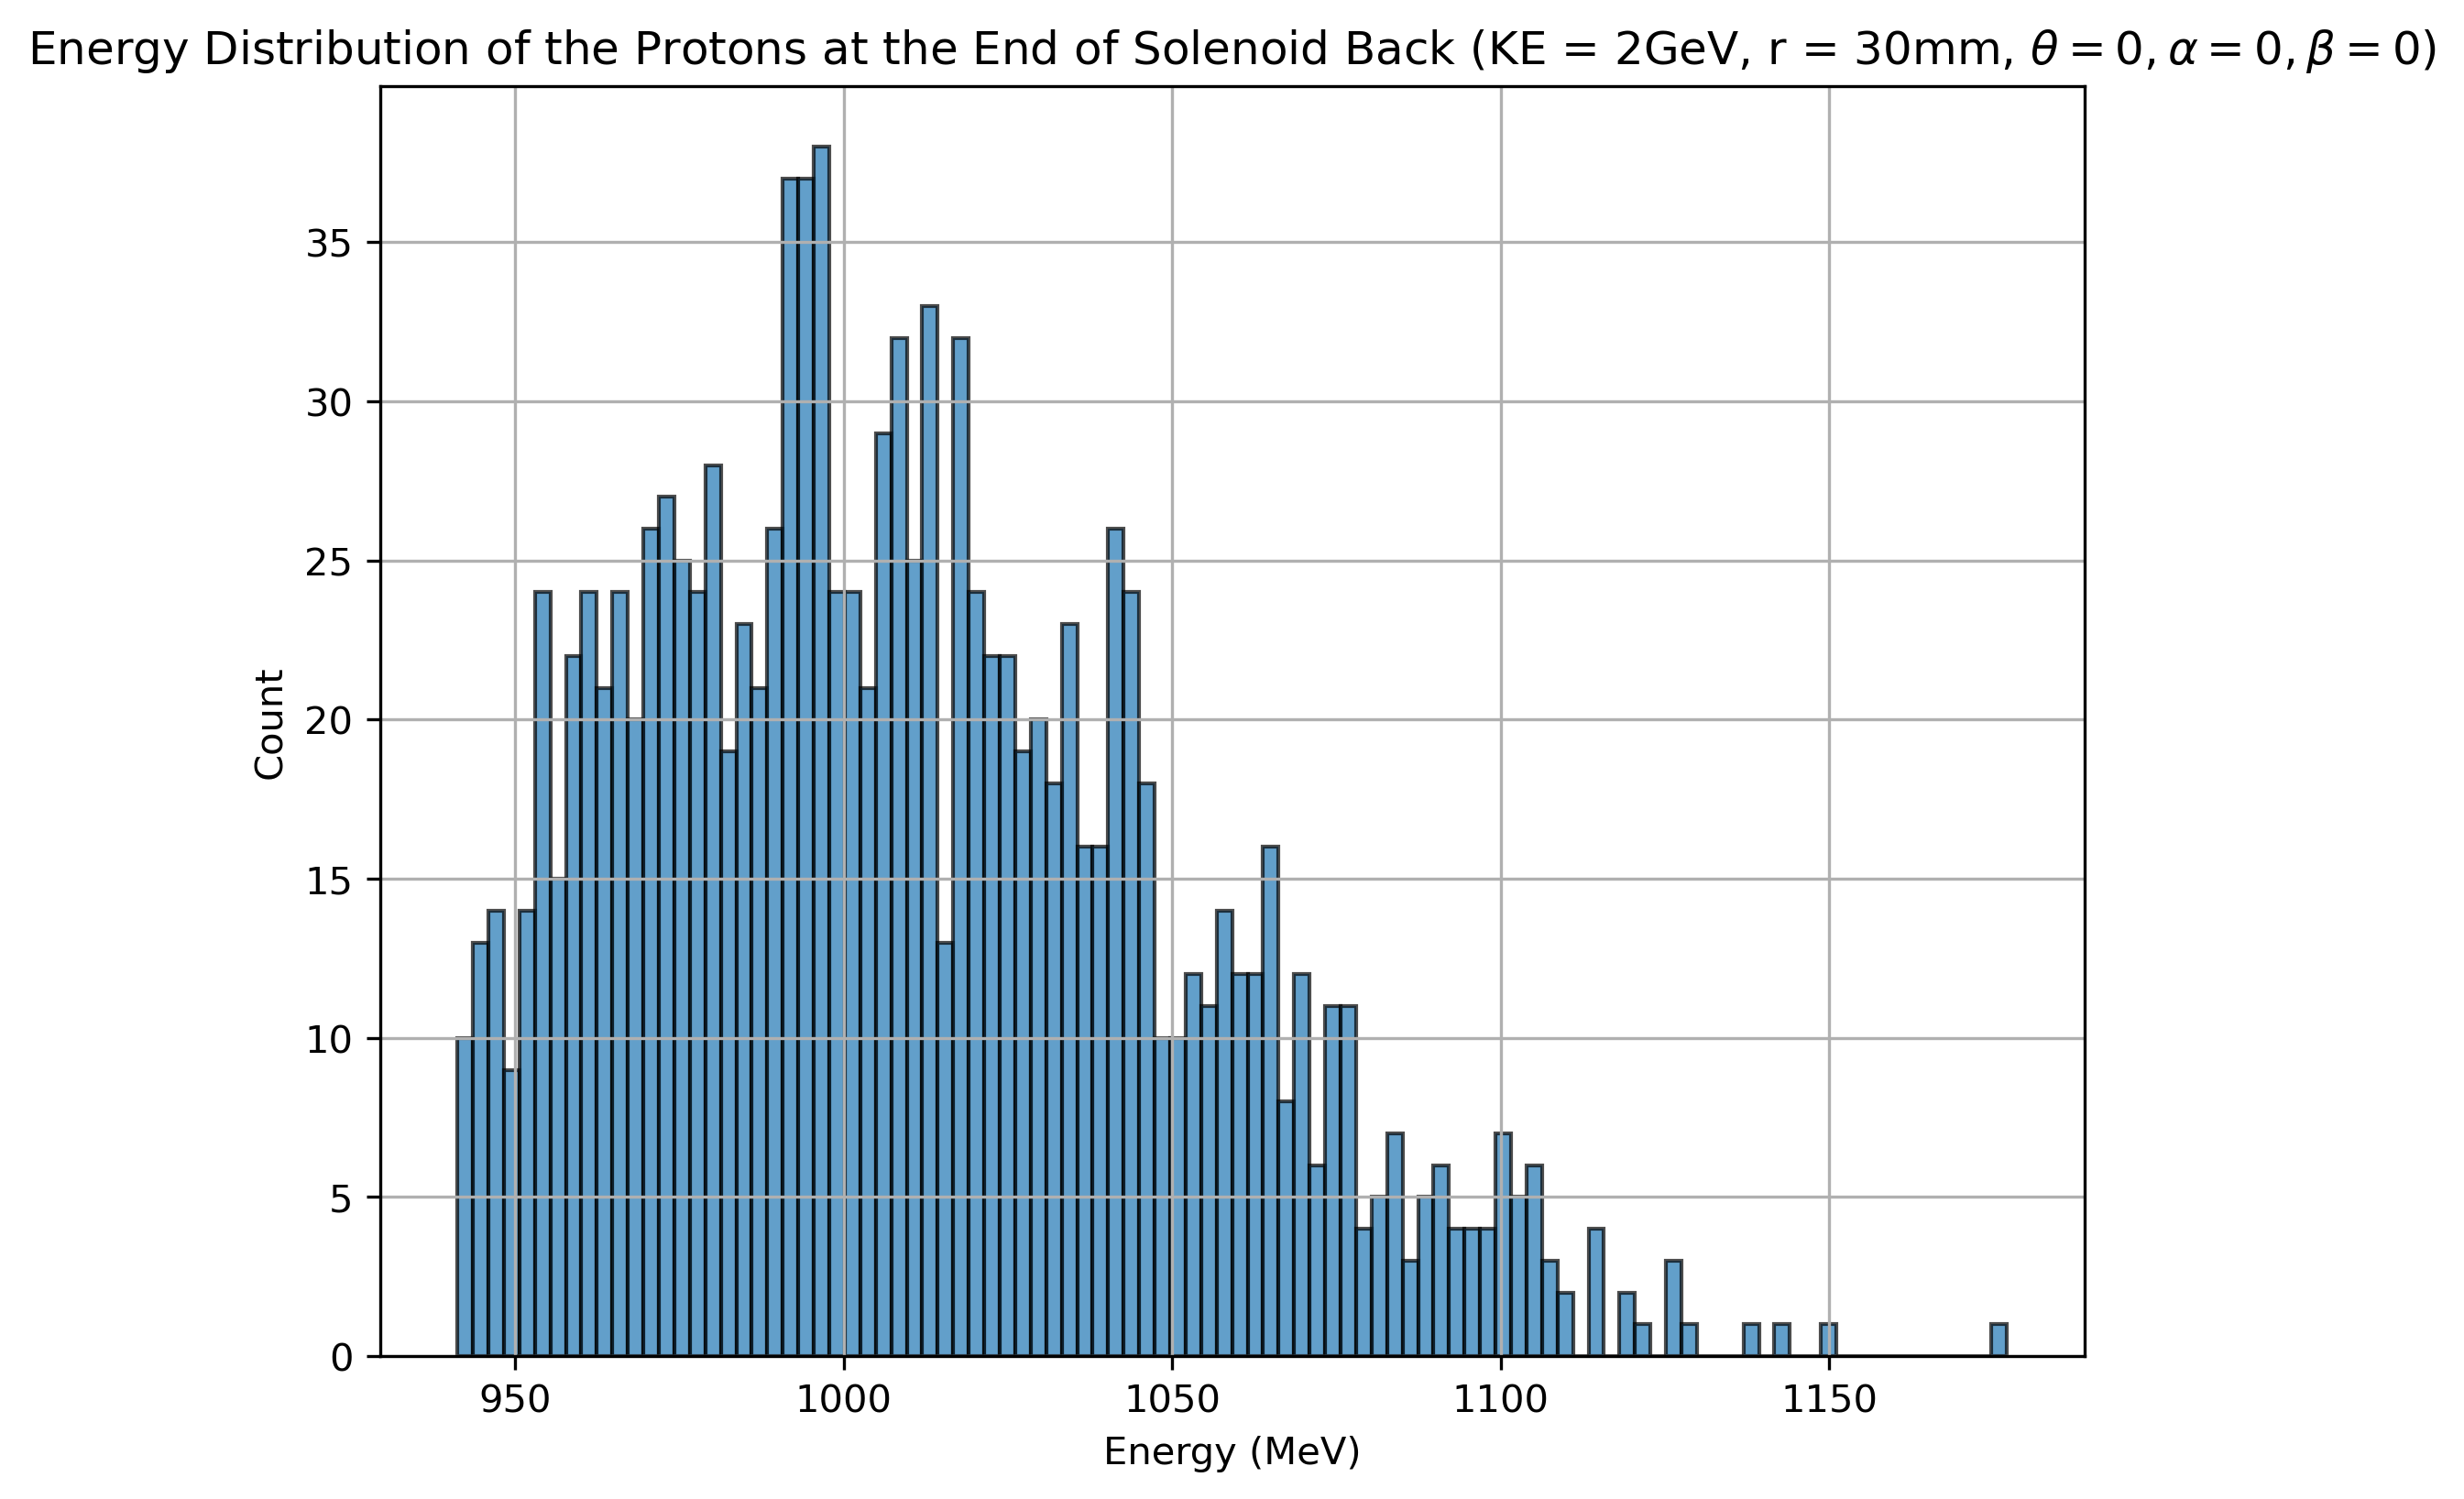 Energy Distribution of the Protons at the End of Solenoid Back (KE = 2GeV, r = 30mm, θ = 0, α = 0, β = 0)
35
30
25
20
15
10
5
0
Count
950 1000 1050 1100 1150
Energy (MeV)